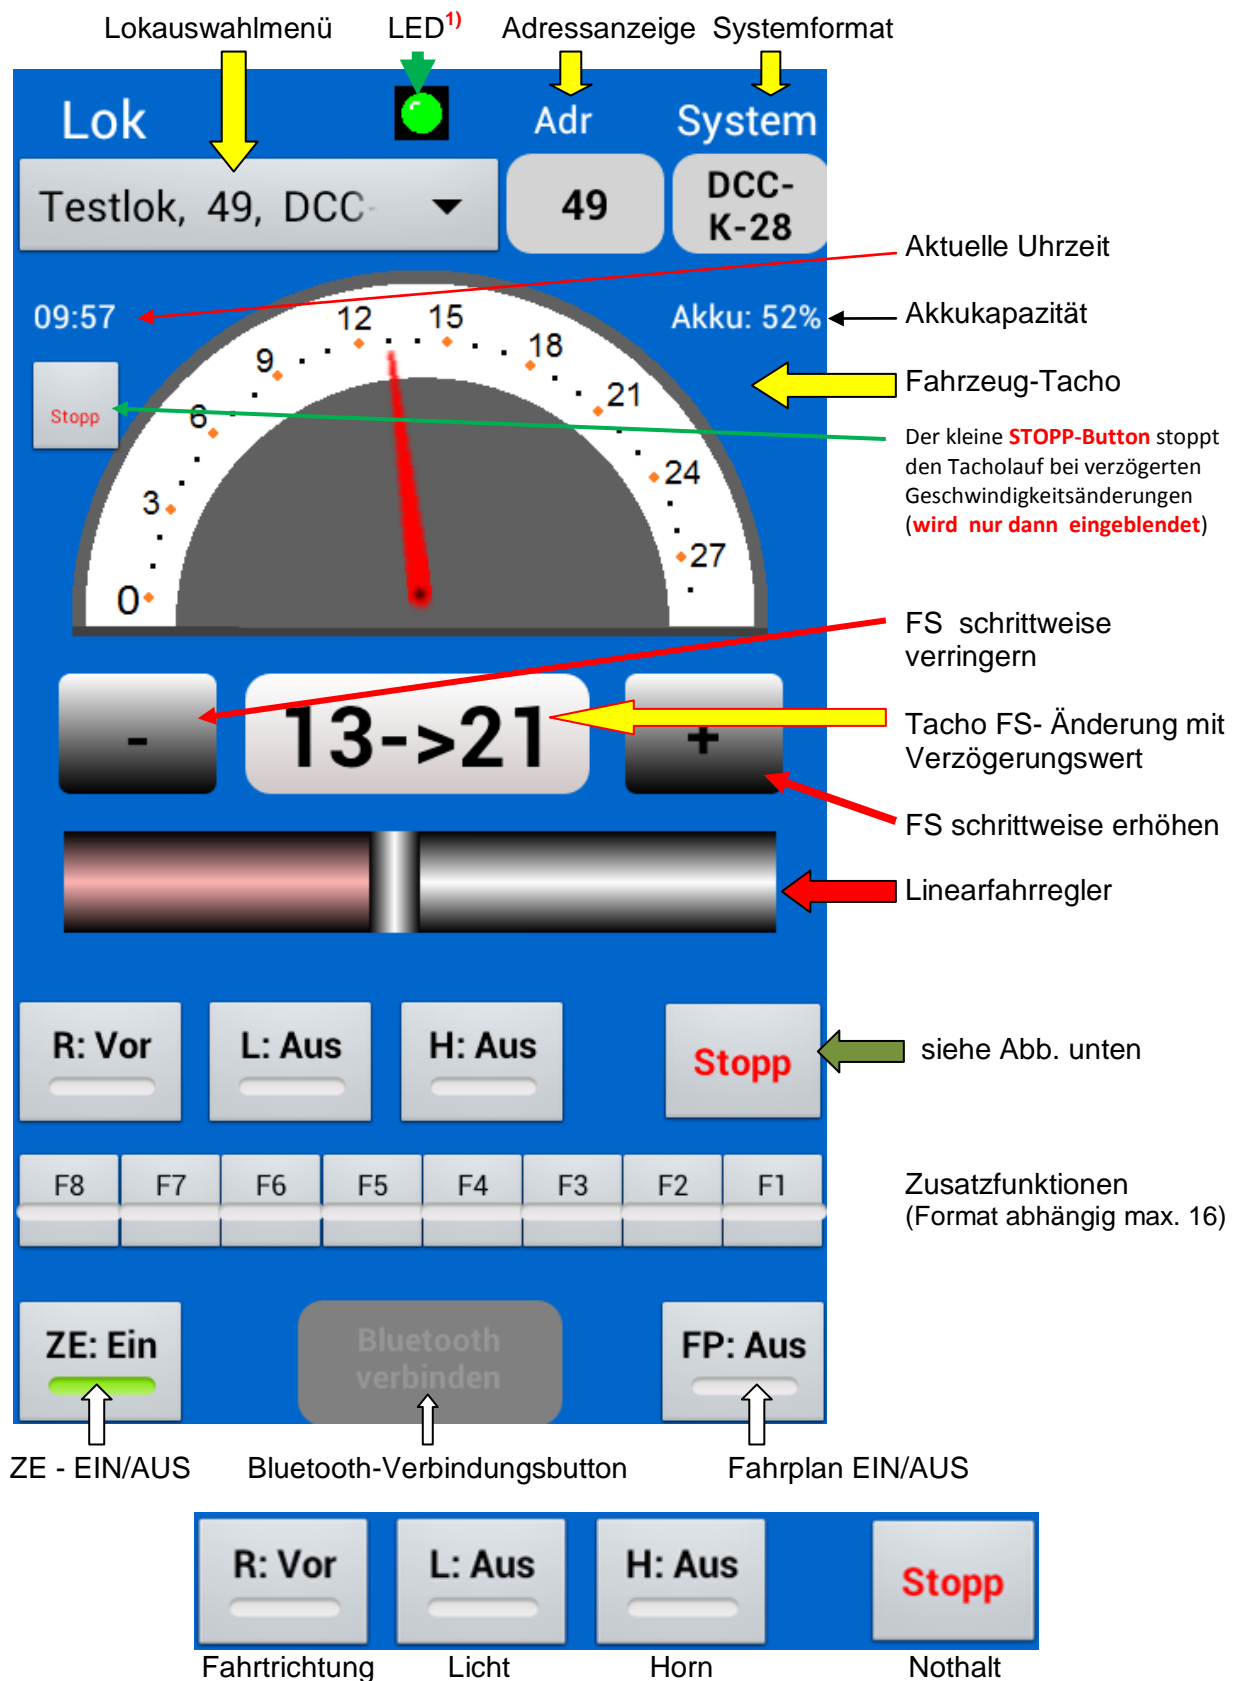 Lokauswahlmenü LED1) Adressanzeige Systemformat
Lok Adr System
Testlok, 49, DCC- 49 DCC-
K-28
Aktuelle Uhrzeit
09:57 Akku: 52% Akkukapazität
Fahrzeug-Tacho
Stopp
Der kleine STOPP-Button stoppt
den Tacholauf bei verzögerten
Geschwindigkeitsänderungen
(wird nur dann eingeblendet)
0 3 6 9 12 15 18 21 24 27
FS schrittweise
verringern
- 13->21 +
Tacho FS- Änderung mit
Verzögerungswert
FS schrittweise erhöhen
Linearfahrregler
R: Vor L: Aus H: Aus Stopp siehe Abb. unten
F8 F7 F6 F5 F4 F3 F2 F1
Zusatzfunktionen
(Format abhängig max. 16)
ZE: Ein Bluetooth
verbinden FP: Aus
ZE - EIN/AUS Bluetooth-Verbindungsbutton Fahrplan EIN/AUS
R: Vor L: Aus H: Aus Stopp
Fahrtrichtung Licht Horn Nothalt